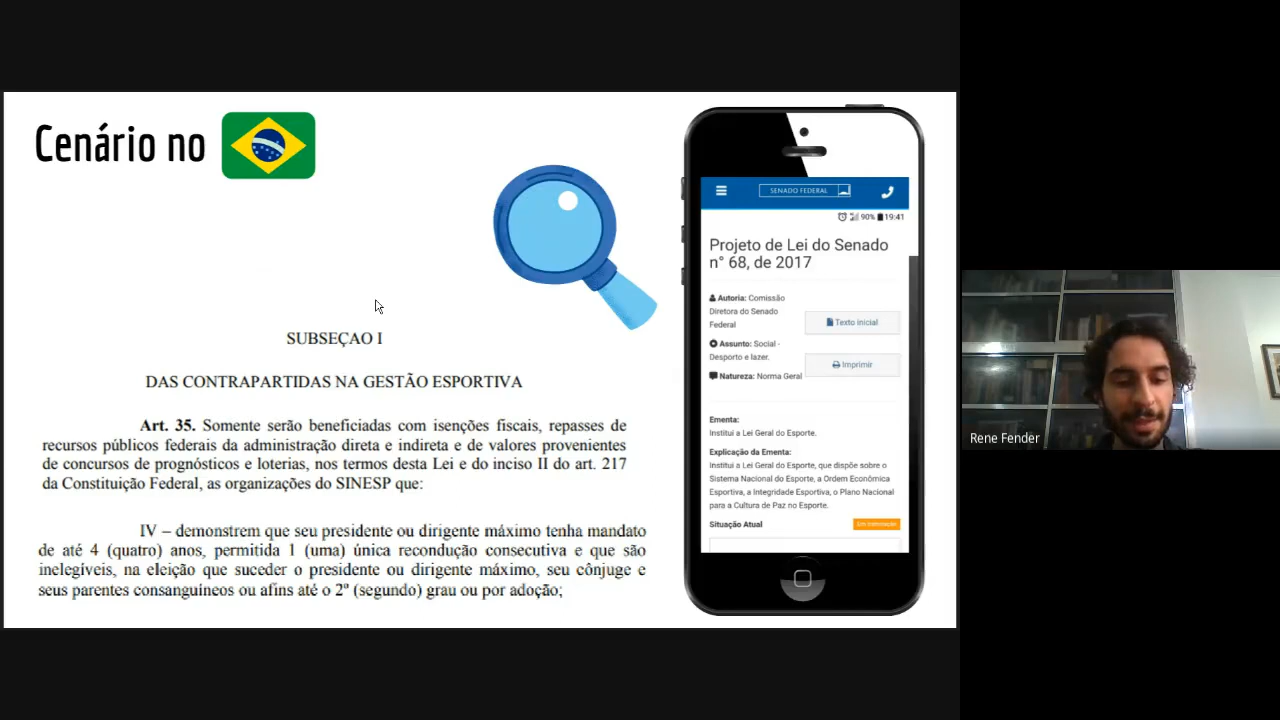 Cenário no
SUBSEÇAO I
DAS CONTRAPARTIDAS NA GESTÃO ESPORTIVA
Art. 35. Somente serão beneficiadas com isenções fiscais, repasses de
recursos públicos federais da administração direta e indireta e de valores provenientes
de concursos de prognósticos e loterias, nos termos desta Lei e do inciso II do art. 217
da Constituição Federal, as organizações do SINESP que:
IV – demonstrem que seu presidente ou dirigente máximo tenha mandato
de até 4 (quatro) anos, permitida 1 (uma) única recondução consecutiva e que são
inelegíveis, na eleição que suceder o presidente ou dirigente máximo, seu cônjuge e
seus parentes consanguíneos ou afins até o 2º (segundo) grau ou por adoção;
SENADO FEDERAL
90% 19:41
Projeto de Lei do Senado
n° 68, de 2017
Autoria: Comissão
Diretora do Senado
Federal
Texto inicial
Assunto: Social -
Desporto e lazer.
Imprimir
Natureza: Norma Geral
Ementa:
Institui a Lei Geral do Esporte.
Explicação da Ementa:
Institui a Lei Geral do Esporte, que dispõe sobre o
Sistema Nacional do Esporte, a Ordem Econômica
Esportiva, a Integridade Esportiva, o Plano Nacional
para a Cultura de Paz no Esporte.
Situação Atual
Em tramitação
Rene Fender